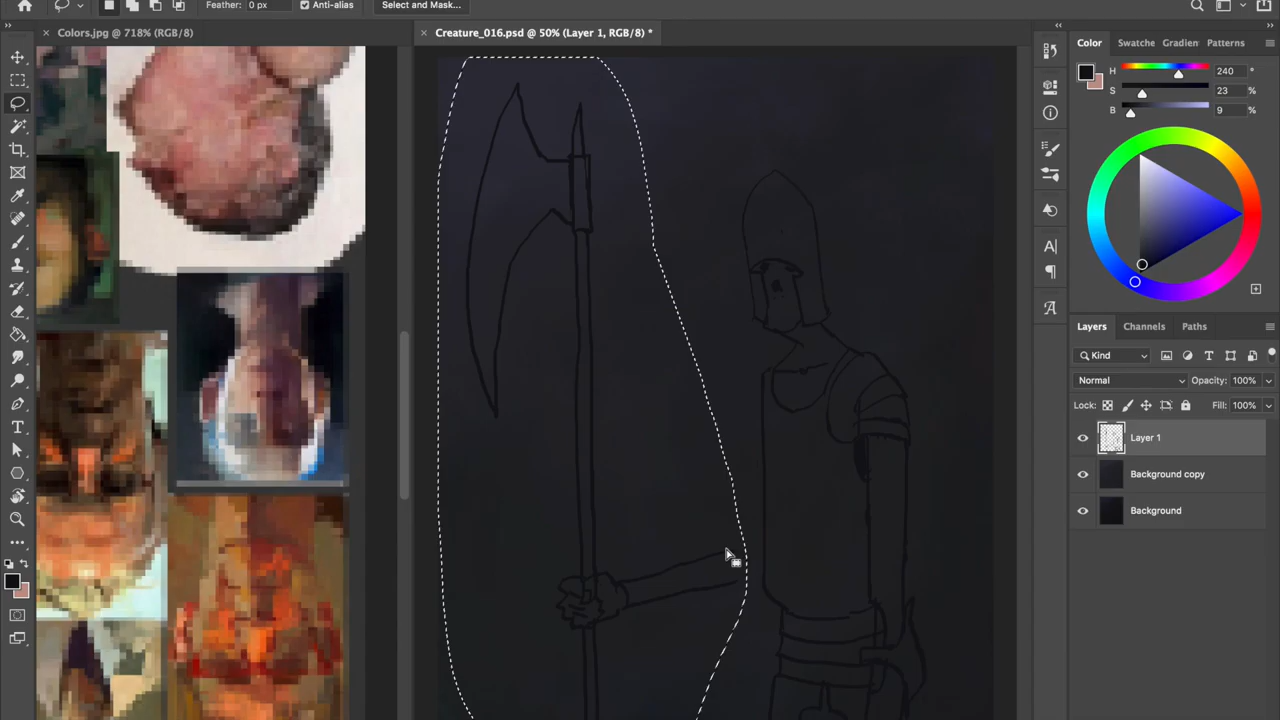 Feather: 0 px Anti-alias Select and Mask...
× Colors.jpg @ 718% (RGB/8) × Creature_016.psd @ 50% (Layer 1, RGB/8) *
Color Swatche Gradien Patterns
H 240 °
S 23 %
B 9 %
Layers Channels Paths
Kind
Normal Opacity: 100%
Lock: Fill: 100%
Layer 1
Background copy
Background